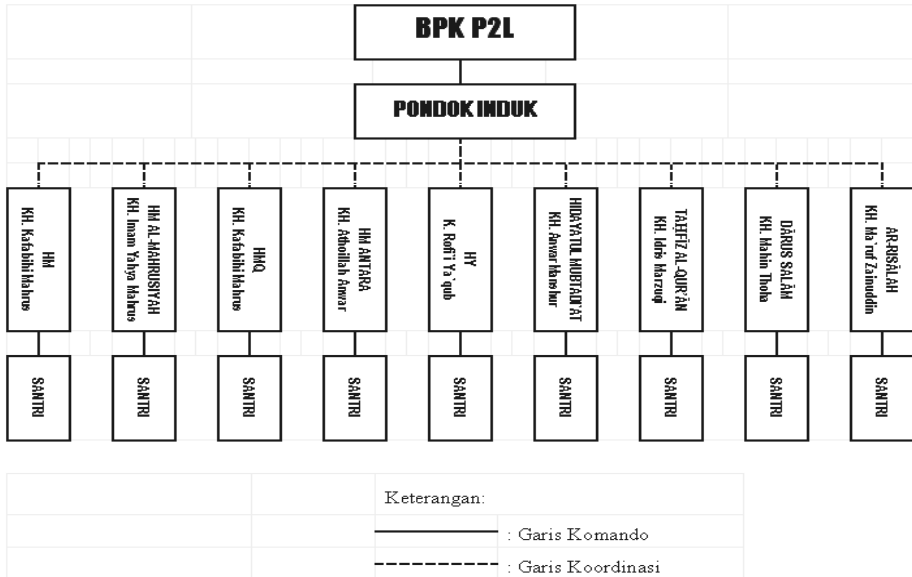 BPK P2L
PONDOK INDUK
HM
KH. Kafabihi Mahrus
HM AL-MAHRUSIYAH
KH. Imam Yahya Mahrus
HMQ
KH. Kafabihi Mahrus
HM ANTARA
KH. Athoillah Anwar
HY
K. Rofi'i Ya'qub
HIDAYATUL MUBTADI'AT
KH. Anwar Manshur
TAḤFĪẒ AL-QUR'ĀN
KH. Idris Marzuqi
DĀRUS SALĀM
KH. Mahin Thoha
AR-RISĀLAH
KH. Ma'ruf Zainuddin
SANTRI
SANTRI
SANTRI
SANTRI
SANTRI
SANTRI
SANTRI
SANTRI
SANTRI
Keterangan:
: Garis Komando
: Garis Koordinasi